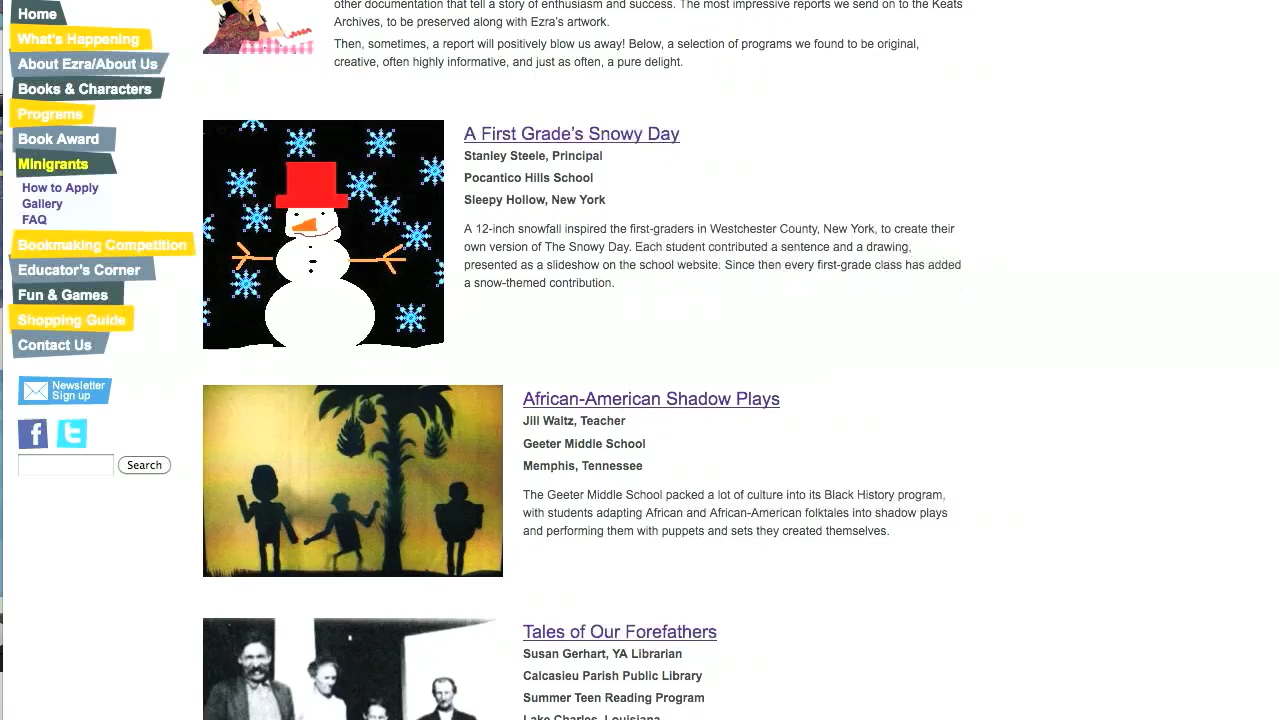 Home
What's Happening
About Ezra/About Us
Books & Characters
Programs
Book Award
Minigrants
How to Apply
Gallery
FAQ
Bookmaking Competition
Educator's Corner
Fun & Games
Shopping Guide
Contact Us
Newsletter
Sign up
Search
other documentation that tell a story of enthusiasm and success. The most impressive reports we send on to the Keats
Archives, to be preserved along with Ezra's artwork.
Then, sometimes, a report will positively blow us away! Below, a selection of programs we found to be original,
creative, often highly informative, and just as often, a pure delight.
A First Grade's Snowy Day
Stanley Steele, Principal
Pocantico Hills School
Sleepy Hollow, New York
A 12-inch snowfall inspired the first-graders in Westchester County, New York, to create their
own version of The Snowy Day. Each student contributed a sentence and a drawing,
presented as a slideshow on the school website. Since then every first-grade class has added
a snow-themed contribution.
African-American Shadow Plays
Jill Waltz, Teacher
Geeter Middle School
Memphis, Tennessee
The Geeter Middle School packed a lot of culture into its Black History program,
with students adapting African and African-American folktales into shadow plays
and performing them with puppets and sets they created themselves.
Tales of Our Forefathers
Susan Gerhart, YA Librarian
Calcasieu Parish Public Library
Summer Teen Reading Program
Lake Charles, Louisiana